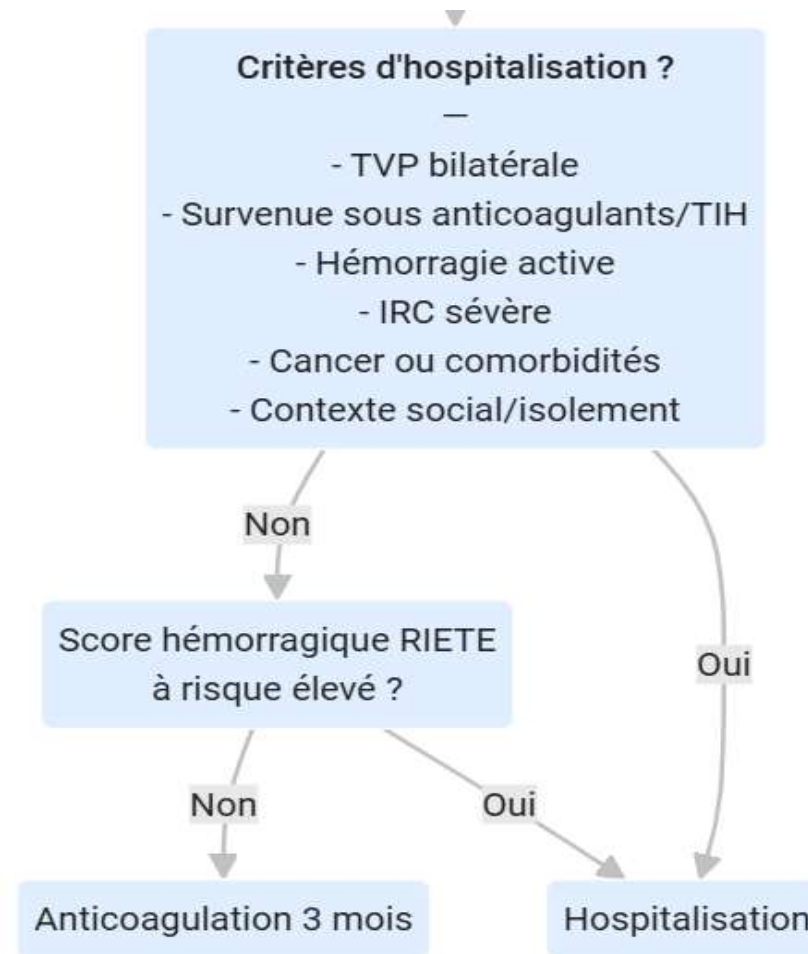 Critères d'hospitalisation ?
—
- TVP bilatérale
- Survenue sous anticoagulants/TIH
- Hémorragie active
- IRC sévère
- Cancer ou comorbidités
- Contexte social/isolement
Non
Score hémorragique RIETE
à risque élevé ?
Oui
Non
Oui
Anticoagulation 3 mois
Hospitalisation